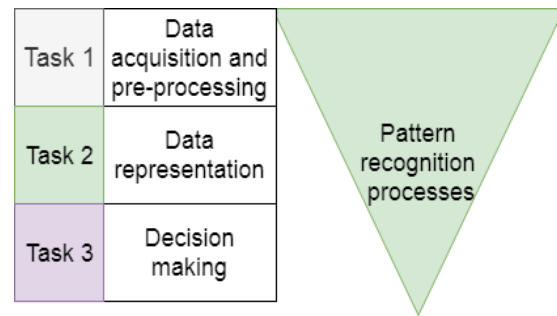 Task 1
Data
acquisition and
pre-processing
Task 2
Data
representation
Task 3
Decision
making
Pattern
recognition
processes